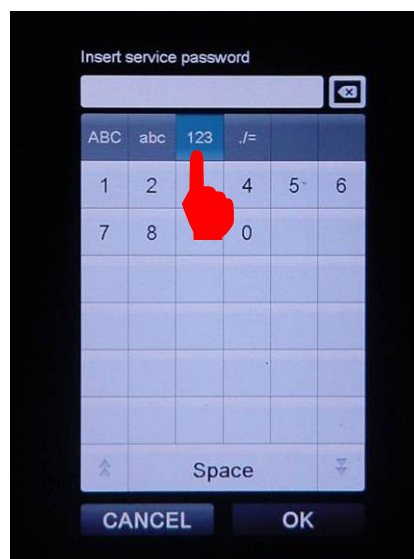 Insert service password
ABC abc 123 ./=
1 2 4 5 6
7 8 0
Space
CANCEL OK